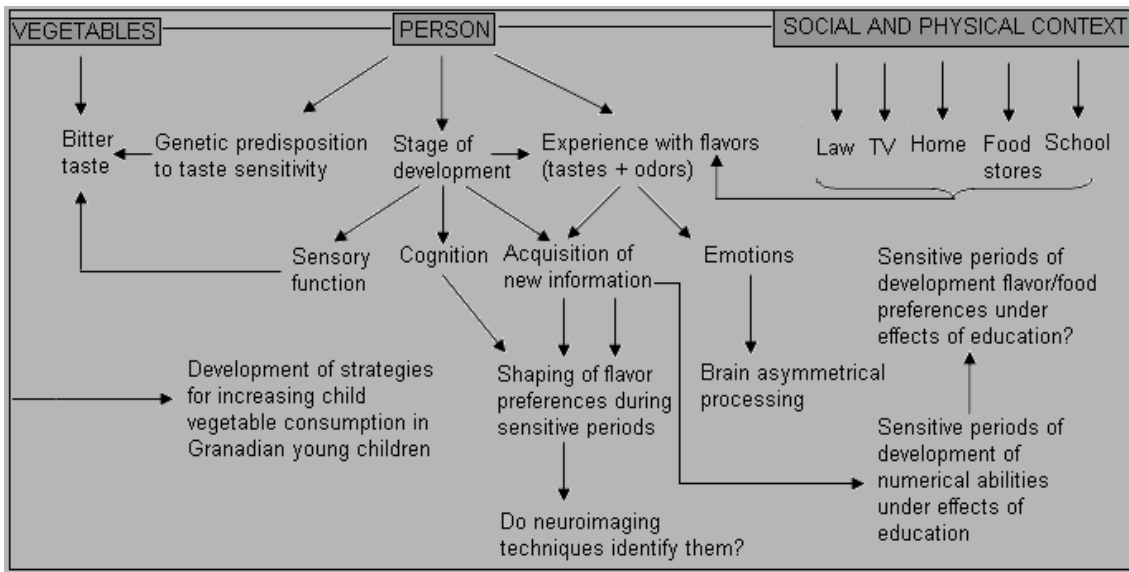 VEGETABLES
PERSON
SOCIAL AND PHYSICAL CONTEXT
Bitter
taste
Genetic predisposition
to taste sensitivity
Stage of
development
Experience with flavors
(tastes + odors)
Law
TV
Home
Food
stores
School
Sensory
function
Cognition
Acquisition of
new information
Emotions
Sensitive periods of
development flavor/food
preferences under
effects of education?
Development of strategies
for increasing child
vegetable consumption in
Granadian young children
Shaping of flavor
preferences during
sensitive periods
Brain asymmetrical
processing
Sensitive periods of
development of
numerical abilities
under effects of
education
Do neuroimaging
techniques identify them?